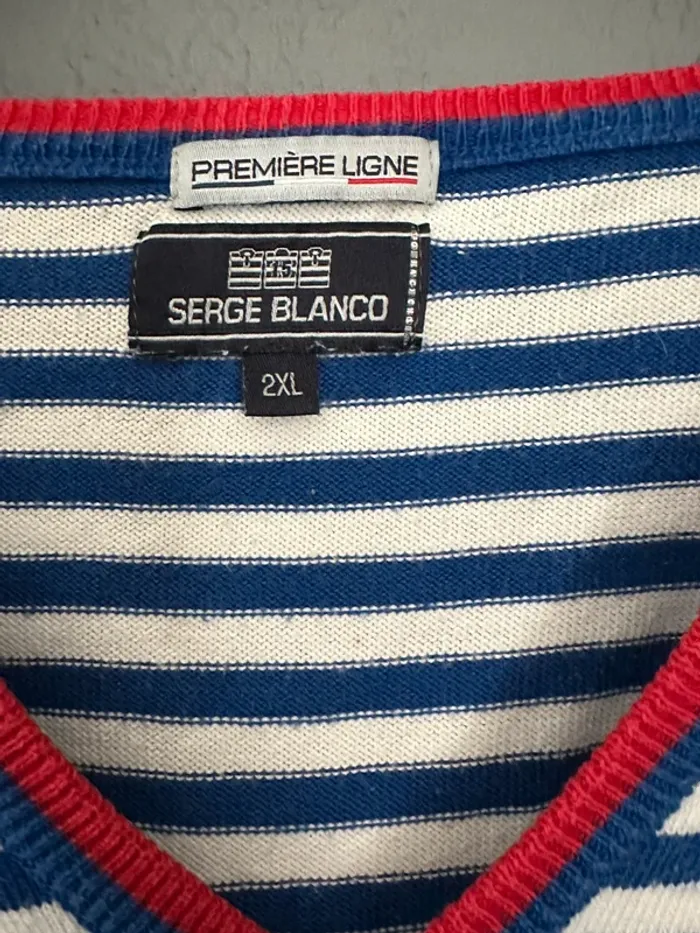 PREMIÈRE LIGNE
15
SERGE BLANCO
2XL